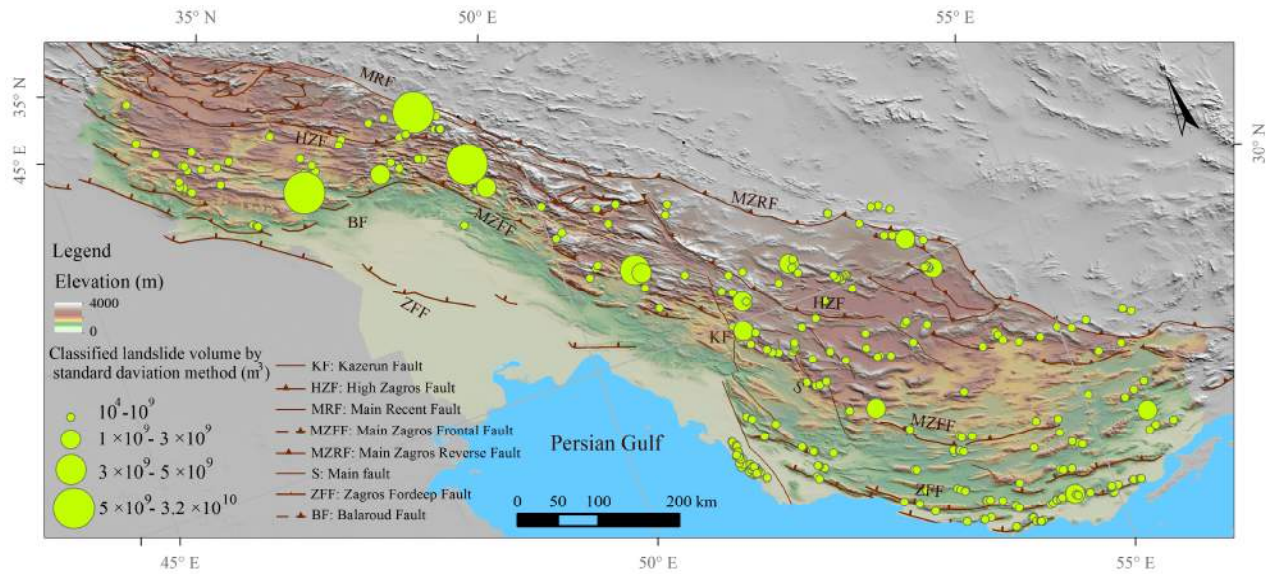 35° N
50° E
55° E
35° N
45° E
30° N
MRF
HZF
MZRF
BF
MZFF
ZFF
HZF
KF
S
MZFF
ZFF
Legend
Elevation (m)
4000
0
Classified landslide volume by
standard daviation method (m³)
10⁴-10⁹
1 ×10⁹- 3 ×10⁹
3 ×10⁹- 5 ×10⁹
5 ×10⁹- 3.2 ×10¹⁰
KF: Kazerun Fault
HZF: High Zagros Fault
MRF: Main Recent Fault
MZFF: Main Zagros Frontal Fault
MZRF: Main Zagros Reverse Fault
S: Main fault
ZFF: Zagros Fordeep Fault
BF: Balaroud Fault
Persian Gulf
0 50 100 200 km
45° E
50° E
55° E